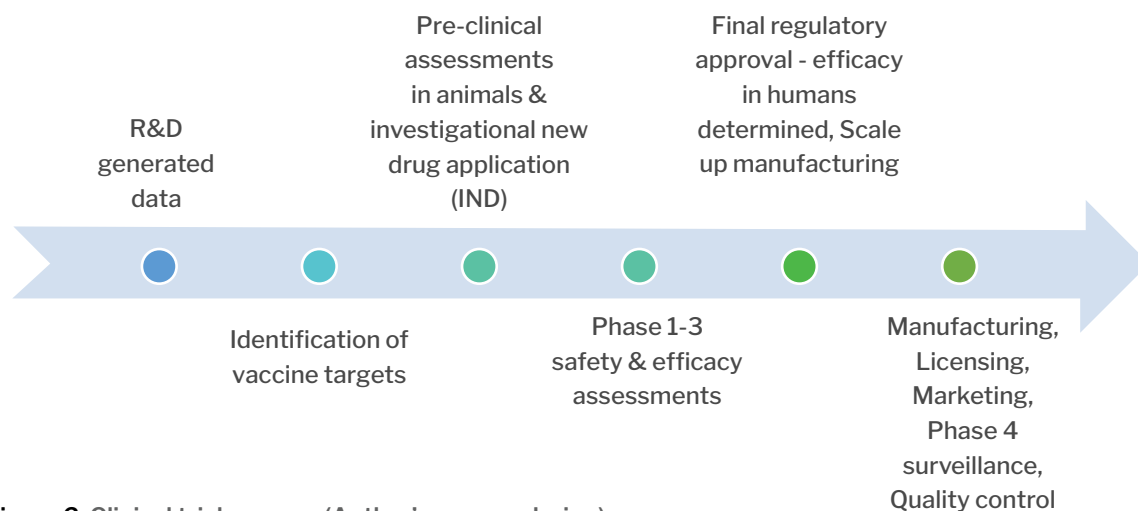 R&D
generated
data
Identification of
vaccine targets
Pre-clinical
assessments
in animals &
investigational new
drug application
(IND)
Phase 1-3
safety & efficacy
assessments
Final regulatory
approval - efficacy
in humans
determined, Scale
up manufacturing
Manufacturing,
Licensing,
Marketing,
Phase 4
surveillance,
Quality control